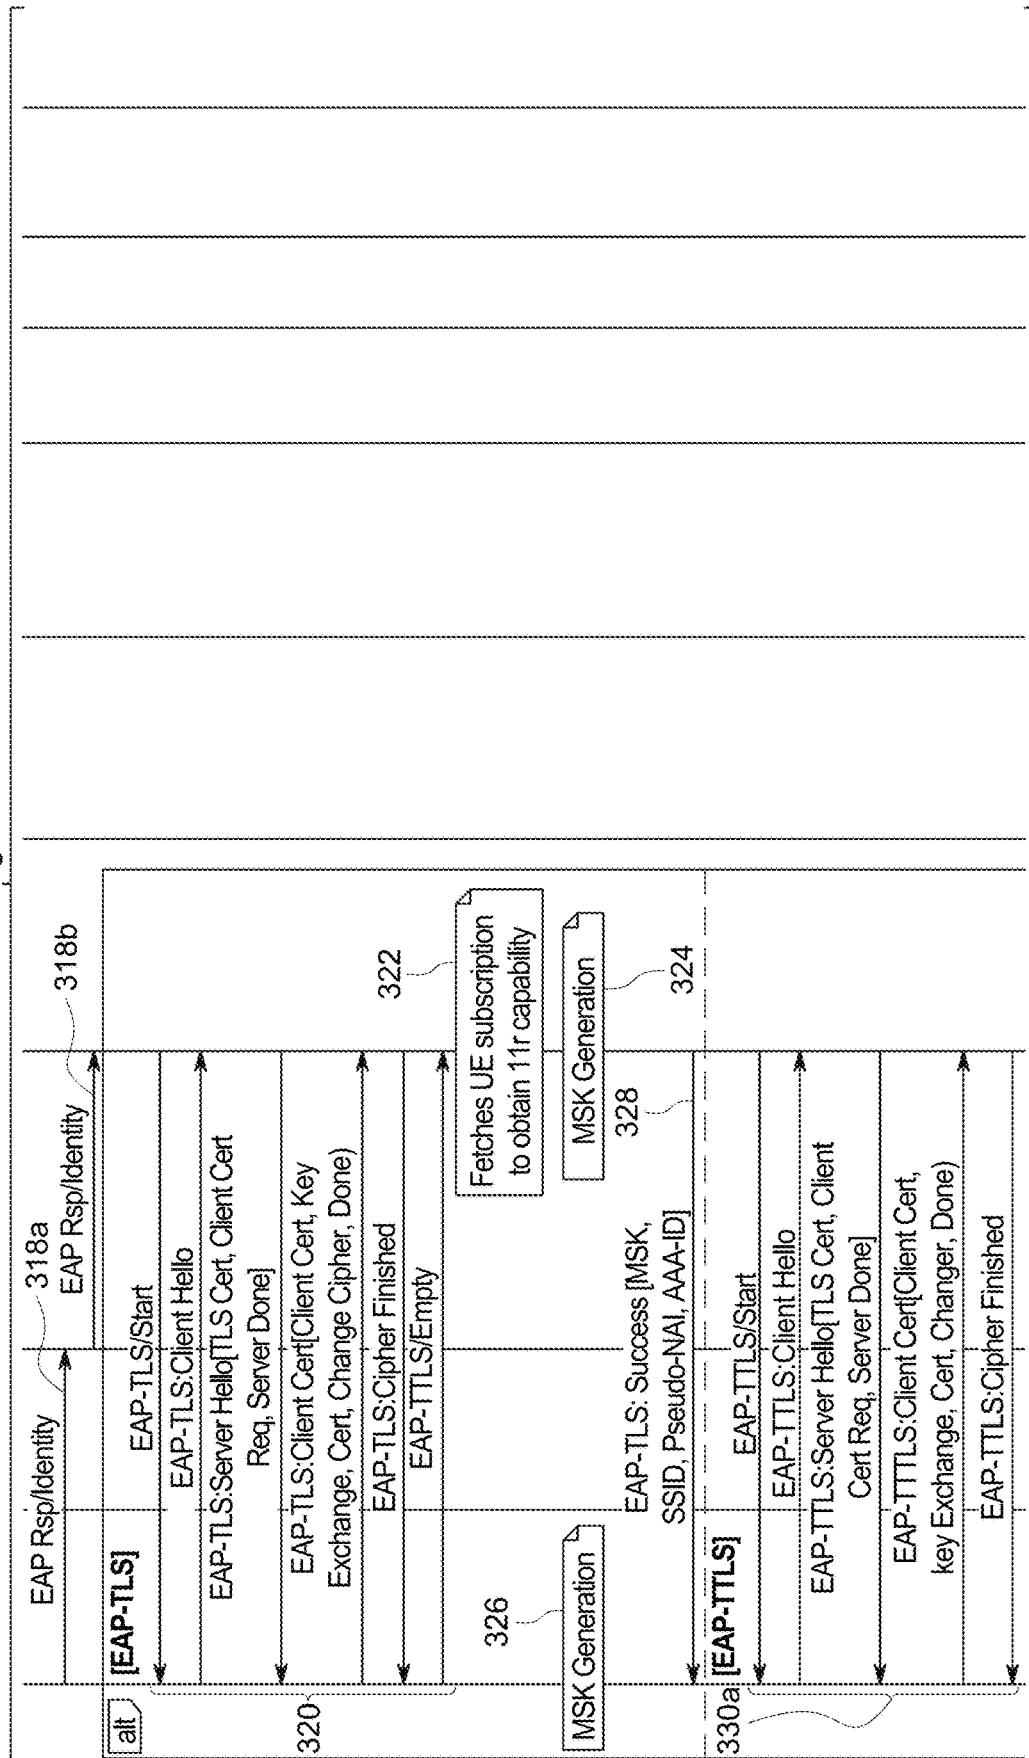 EAP Rsp/Identity
318a
EAP Rsp/Identity
318b
alt
[EAP-TLS]
EAP-TLS/Start
EAP-TLS:Client Hello
EAP-TLS:Server Hello[TLS Cert, Client Cert
Req, Server Done]
EAP-TLS:Client Cert[Client Cert, Key
Exchange, Cert, Change Cipher, Done)
EAP-TLS:Cipher Finished
EAP-TTLS/Empty
320
322
Fetches UE subscription
to obtain 11r capability
326
MSK Generation
MSK Generation
324
EAP-TLS: Success [MSK,
SSID, Pseudo-NAI, AAA-ID]
328
[EAP-TTLS]
330a
EAP-TTLS/Start
EAP-TTLS:Client Hello
EAP-TTLS:Server Hello[TLS Cert, Client
Cert Req, Server Done]
EAP-TTTLS:Client Cert[Client Cert,
key Exchange, Cert, Changer, Done)
EAP-TTLS:Cipher Finished